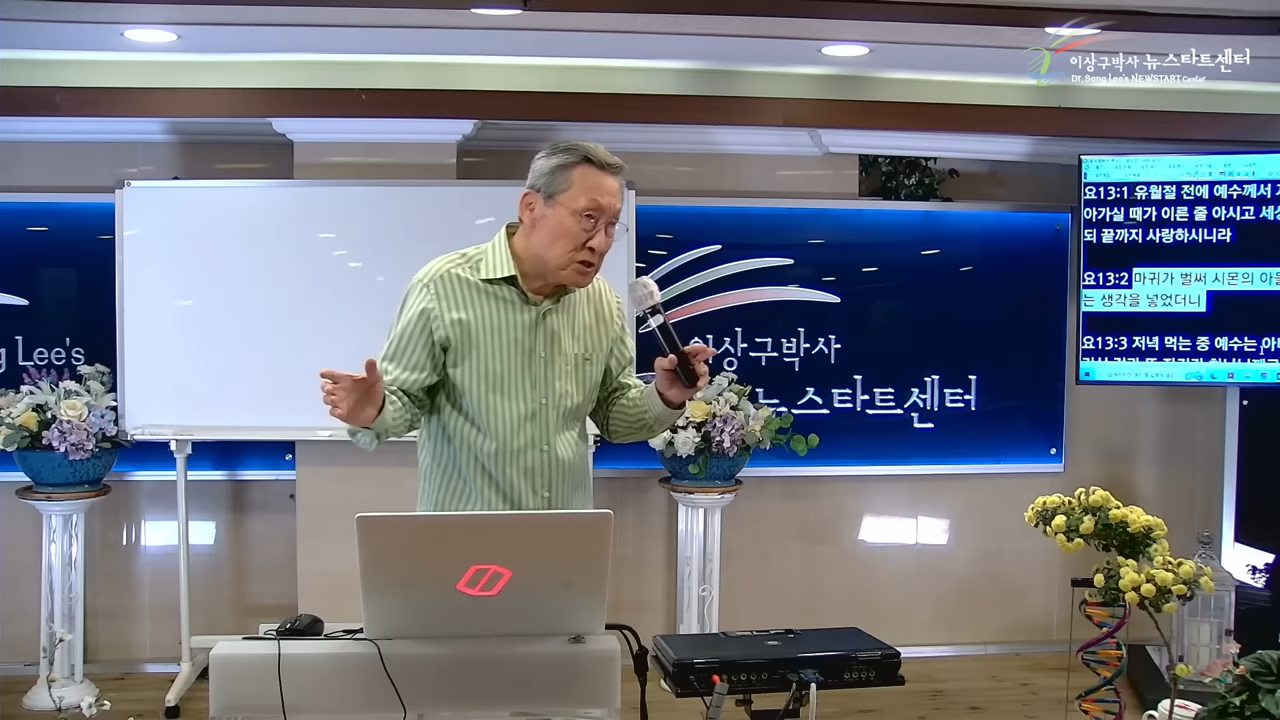 이상구박사 뉴스타트센터
Dr. Sang Lee's NEWSTART Center
요13:1 유월절 전에 예수께서
아가실 때가 이른 줄 아시고
되 끝까지 사랑하시니라
요13:2 마귀가 벌써 시몬의
는 생각을 넣었더니
요13:3 저녁 먹는 중 예수는
Lee's
이상구박사
뉴스타트센터